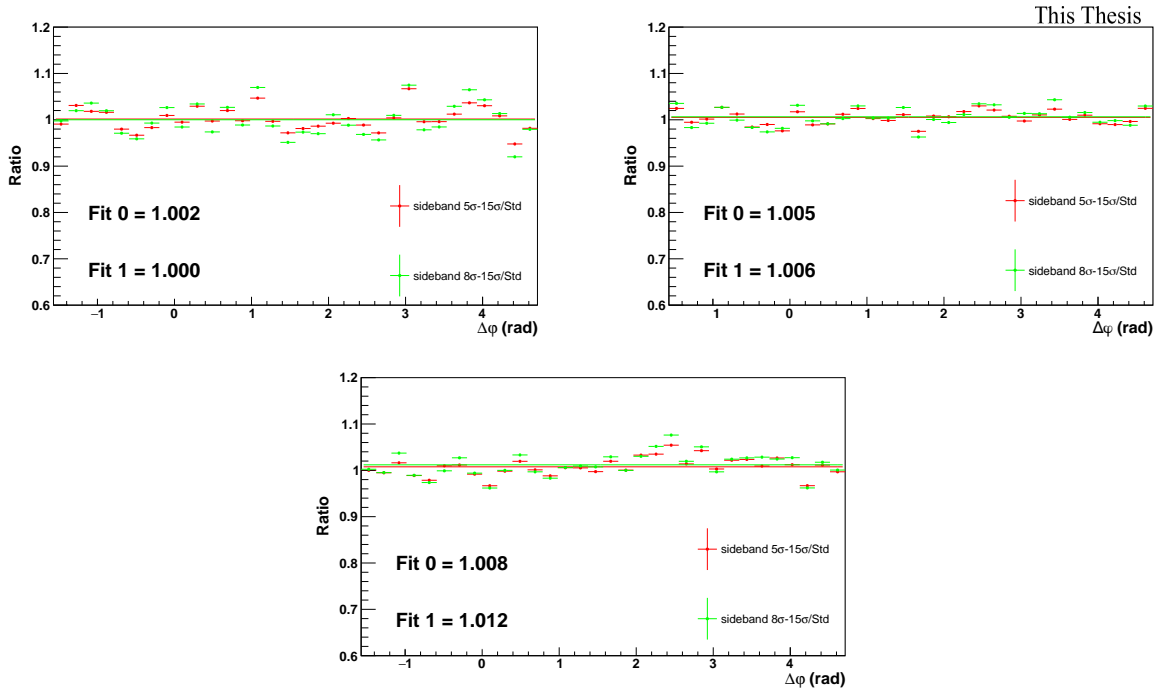 This Thesis
1.2
1.1
1
0.9
0.8
0.7
0.6
Ratio
Fit 0 = 1.002
Fit 1 = 1.000
sideband 5σ-15σ/Std
sideband 8σ-15σ/Std
−1 0 1 2 3 4
Δφ (rad)
1.2
1.1
1
0.9
0.8
0.7
0.6
Ratio
Fit 0 = 1.005
Fit 1 = 1.006
sideband 5σ-15σ/Std
sideband 8σ-15σ/Std
1 0 1 2 3 4
Δφ (rad)
1.2
1.1
1
0.9
0.8
0.7
0.6
Ratio
Fit 0 = 1.008
Fit 1 = 1.012
sideband 5σ-15σ/Std
sideband 8σ-15σ/Std
−1 0 1 2 3 4
Δφ (rad)